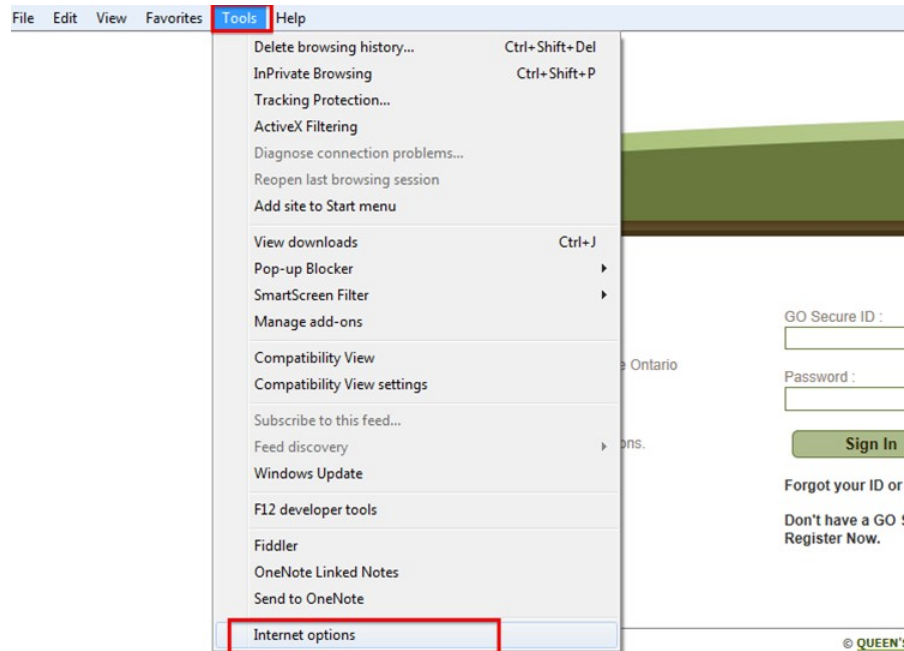 File Edit View Favorites Tools Help
Delete browsing history... Ctrl+Shift+Del
InPrivate Browsing Ctrl+Shift+P
Tracking Protection...
ActiveX Filtering
Diagnose connection problems...
Reopen last browsing session
Add site to Start menu
View downloads Ctrl+J
Pop-up Blocker
SmartScreen Filter
Manage add-ons
Compatibility View
Compatibility View settings
Subscribe to this feed...
Feed discovery
Windows Update
F12 developer tools
Fiddler
OneNote Linked Notes
Send to OneNote
Internet options
Ontario
GO Secure ID :
Password :
Sign In
Forgot your ID or
Don't have a GO
Register Now.
© QUEEN'S